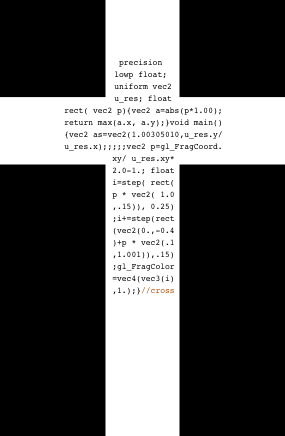 precision
lowp float;
uniform vec2
u_res; float
rect( vec2 p){vec2 a=abs(p*1.00);
return max(a.x, a.y);}void main()
{vec2 as=vec2(1.00305010,u_res.y/
u_res.x);;;;;vec2 p=gl_FragCoord.
xy/ u_res.xy*
2.0-1.; float
i=step( rect(
p * vec2( 1.0
,.15)), 0.25)
;i+=step(rect
(vec2(0.,-0.4
)+p * vec2(.1
,1.001)),.15)
;gl_FragColor
=vec4(vec3(i)
,1.);}//cross